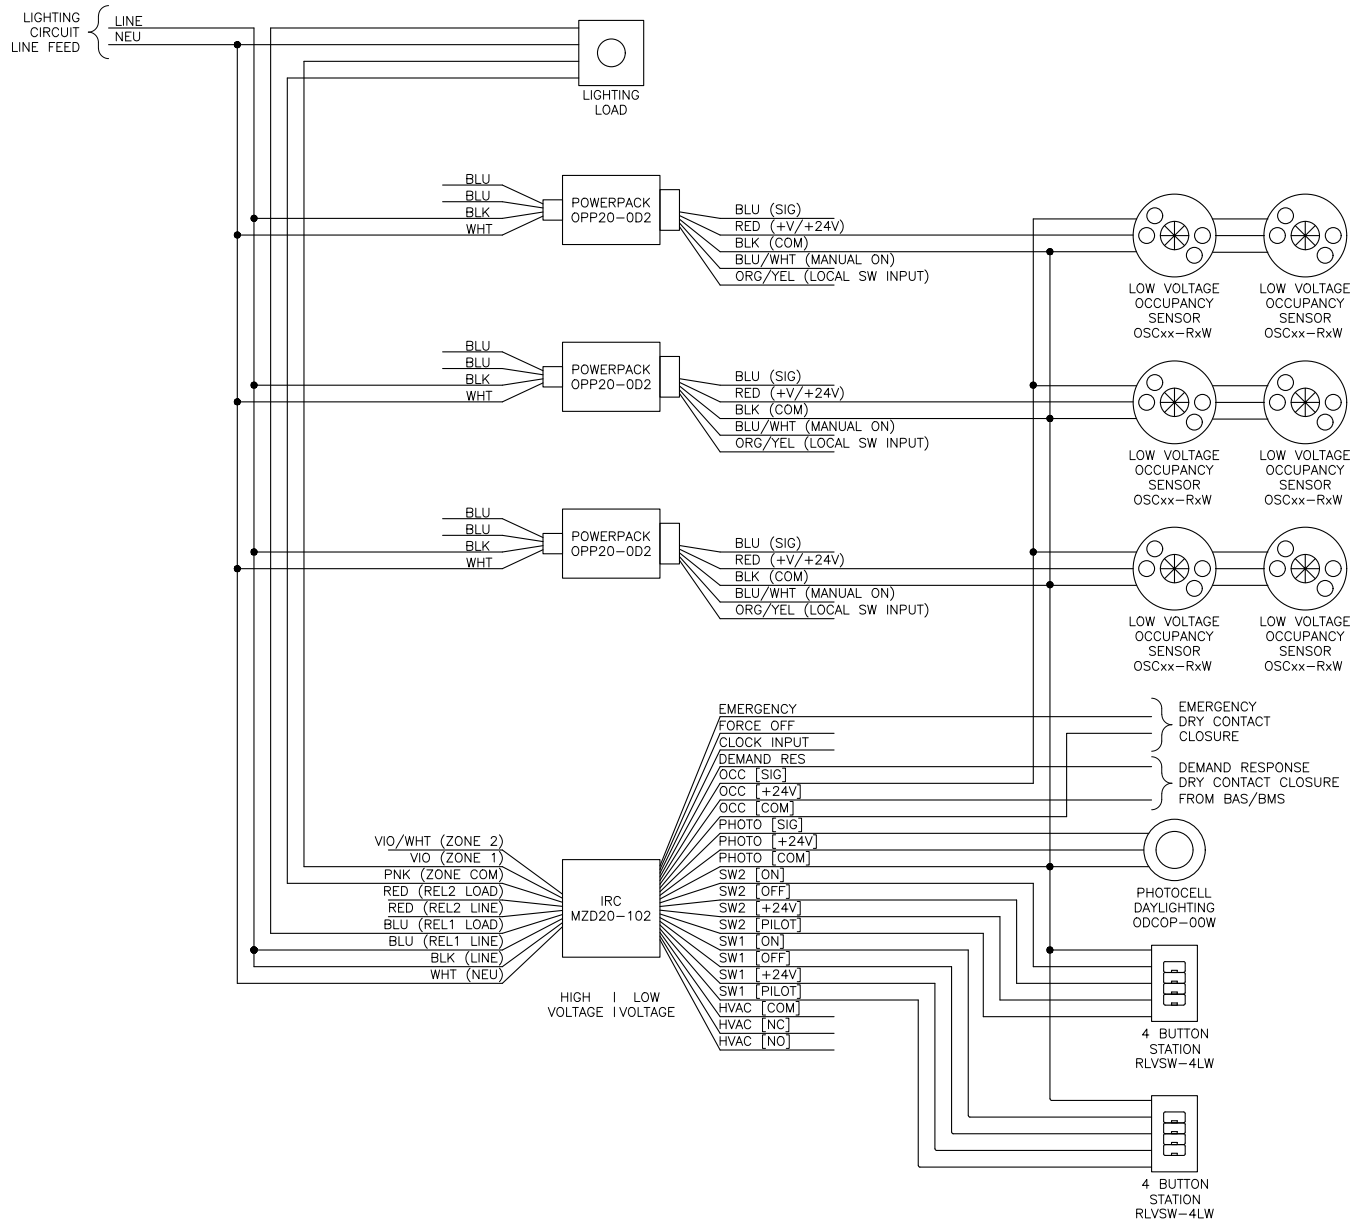 LIGHTING
CIRCUIT
LINE FEED
LINE
NEU
LIGHTING
LOAD
BLU
BLU
BLK
WHT
POWERPACK
OPP20-0D2
BLU (SIG)
RED (+V/+24V)
BLK (COM)
BLU/WHT (MANUAL ON)
ORG/YEL (LOCAL SW INPUT)
LOW VOLTAGE
OCCUPANCY
SENSOR
OSCxx-RxW
LOW VOLTAGE
OCCUPANCY
SENSOR
OSCxx-RxW
BLU
BLU
BLK
WHT
POWERPACK
OPP20-0D2
BLU (SIG)
RED (+V/+24V)
BLK (COM)
BLU/WHT (MANUAL ON)
ORG/YEL (LOCAL SW INPUT)
LOW VOLTAGE
OCCUPANCY
SENSOR
OSCxx-RxW
LOW VOLTAGE
OCCUPANCY
SENSOR
OSCxx-RxW
BLU
BLU
BLK
WHT
POWERPACK
OPP20-0D2
BLU (SIG)
RED (+V/+24V)
BLK (COM)
BLU/WHT (MANUAL ON)
ORG/YEL (LOCAL SW INPUT)
LOW VOLTAGE
OCCUPANCY
SENSOR
OSCxx-RxW
LOW VOLTAGE
OCCUPANCY
SENSOR
OSCxx-RxW
VIO/WHT (ZONE 2)
VIO (ZONE 1)
PNK (ZONE COM)
RED (REL2 LOAD)
RED (REL2 LINE)
BLU (REL1 LOAD)
BLU (REL1 LINE)
BLK (LINE)
WHT (NEU)
IRC
MZD20-102
HIGH | LOW
VOLTAGE | VOLTAGE
EMERGENCY
FORCE OFF
CLOCK INPUT
DEMAND RES
OCC [SIG]
OCC [+24V]
OCC [COM]
PHOTO [SIG]
PHOTO [+24V]
PHOTO [COM]
SW2 [ON]
SW2 [OFF]
SW2 [+24V]
SW2 [PILOT]
SW1 [ON]
SW1 [OFF]
SW1 [+24V]
SW1 [PILOT]
HVAC [COM]
HVAC [NC]
HVAC [NO]
EMERGENCY
DRY CONTACT
CLOSURE
DEMAND RESPONSE
DRY CONTACT CLOSURE
FROM BAS/BMS
PHOTOCELL
DAYLIGHTING
ODCOP-00W
4 BUTTON
STATION
RLVSW-4LW
4 BUTTON
STATION
RLVSW-4LW